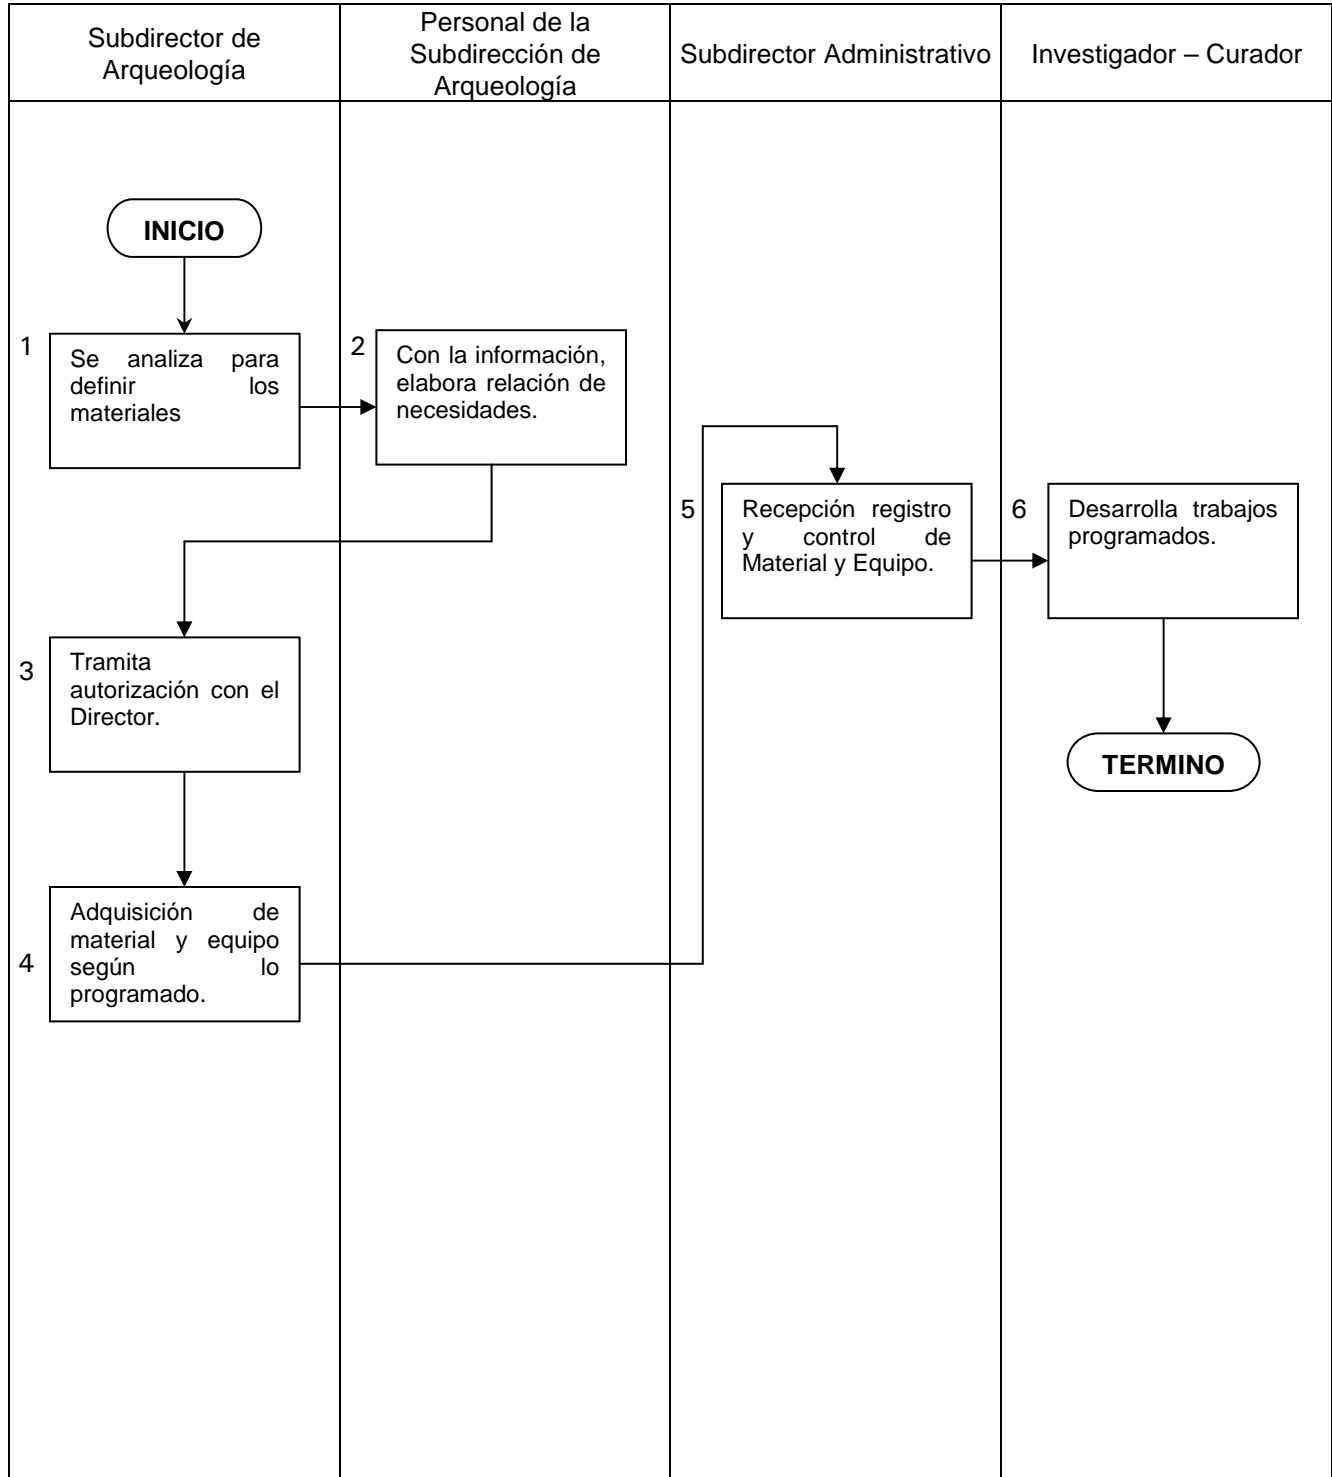 Subdirector de
Arqueología
Personal de la
Subdirección de
Arqueología
Subdirector Administrativo
Investigador – Curador
INICIO
1
Se analiza para
definir los
materiales
2
Con la información,
elabora relación de
necesidades.
3
Tramita
autorización con el
Director.
4
Adquisición de
material y equipo
según lo
programado.
5
Recepción registro
y control de
Material y Equipo.
6
Desarrolla trabajos
programados.
TERMINO